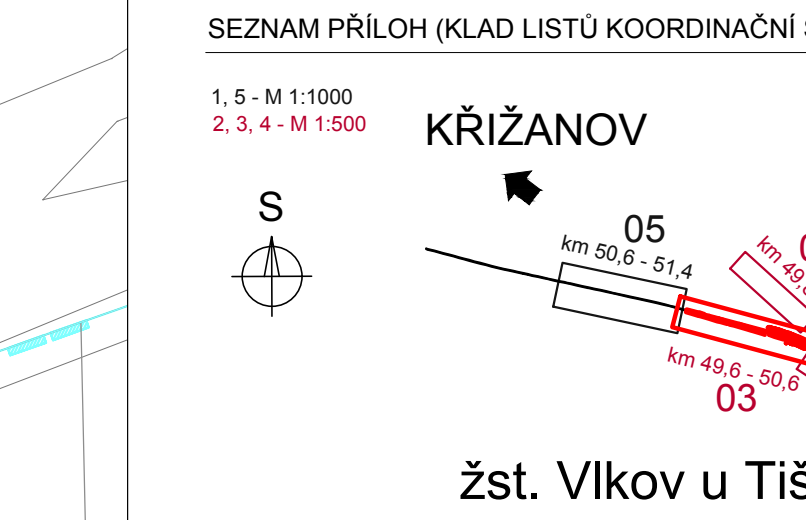 SEZNAM PŘÍLOH (KLAD LISTŮ KOORDINAČNÍ
1, 5 - M 1:1000
2, 3, 4 - M 1:500
KŘIŽANOV
S
05
km 50,6 - 51,4
km 49,6 - 50,6
03
žst. Vlkov u Tiš